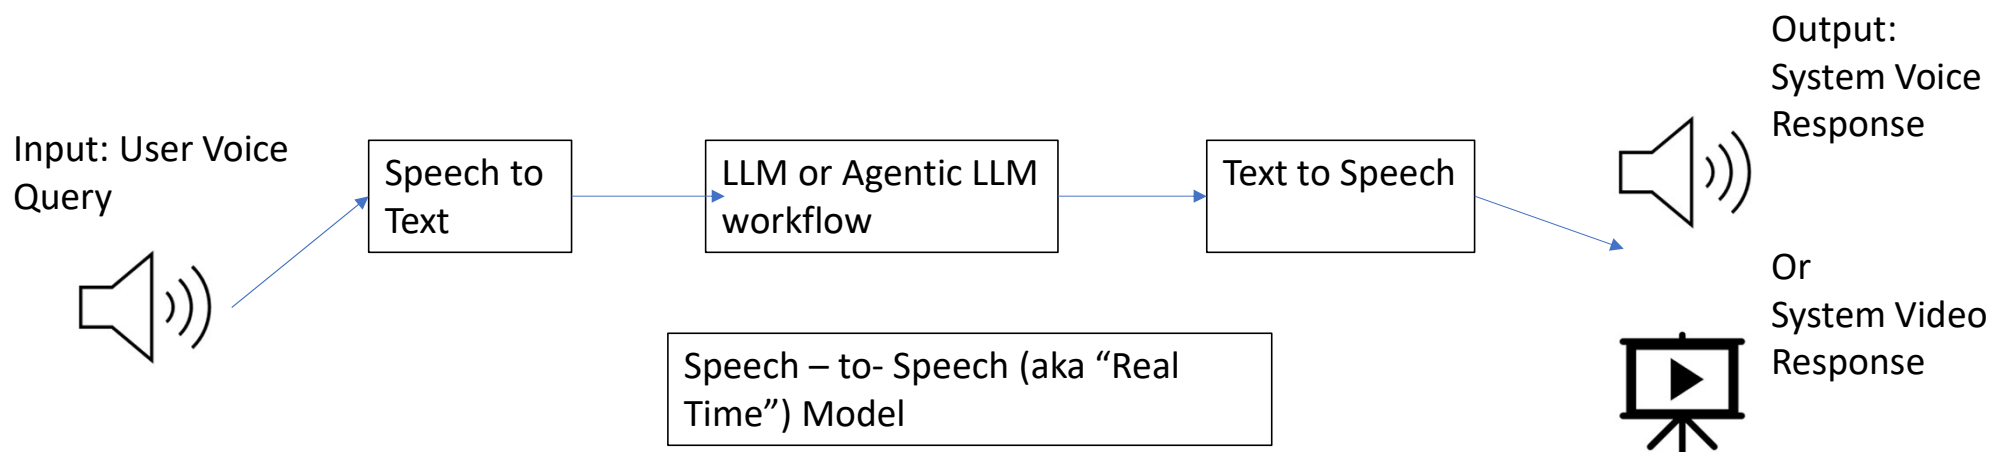 Input: User Voice
Query
Speech to
Text
LLM or Agentic LLM
workflow
Text to Speech
Output:
System Voice
Response
Or
System Video
Response
Speech – to- Speech (aka “Real
Time”) Model